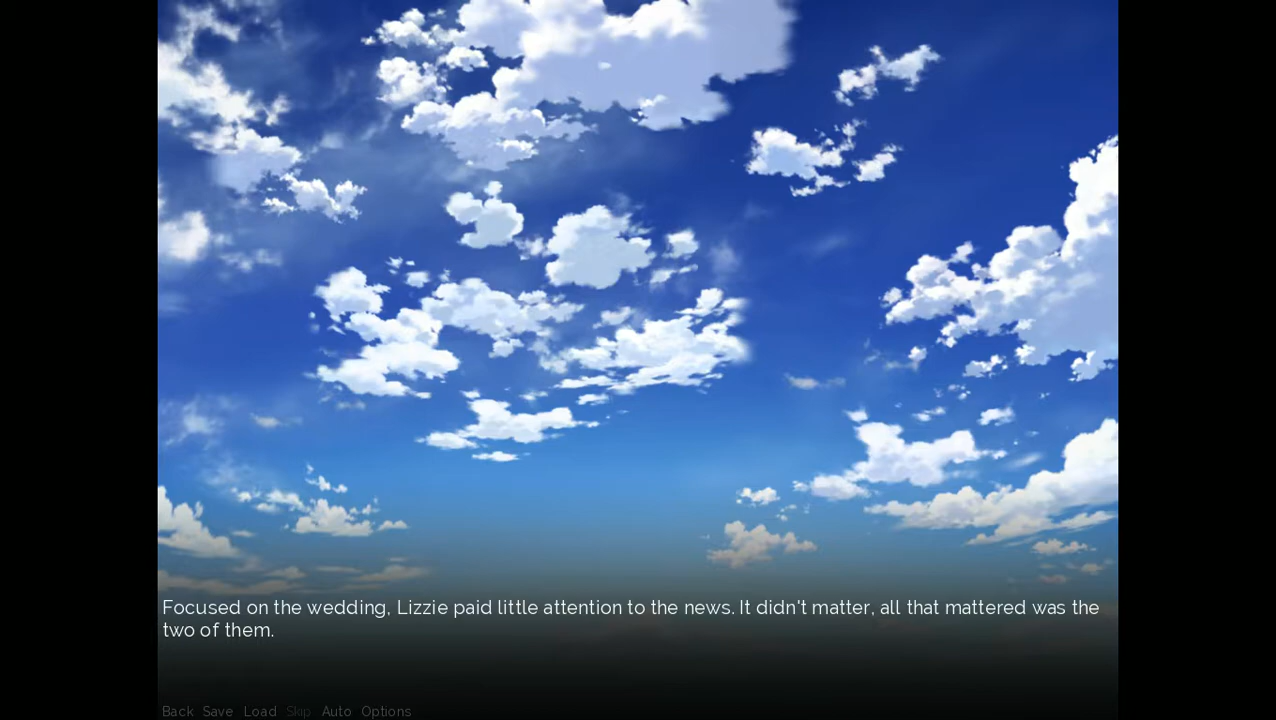 Focused on the wedding, Lizzie paid little attention to the news. It didn't matter, all that mattered was the
two of them.
Back Save Load Skip Auto Options